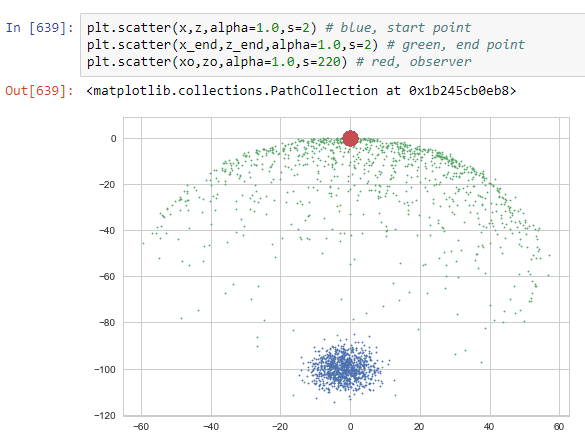 In [639]: plt.scatter(x,z,alpha=1.0,s=2) # blue, start point
plt.scatter(x_end,z_end,alpha=1.0,s=2) # green, end point
plt.scatter(xo,zo,alpha=1.0,s=220) # red, observer
Out[639]: <matplotlib.collections.PathCollection at 0x1b245cb0eb8>
0
−20
−40
−60
−80
−100
−120
−60 −40 −20 0 20 40 60